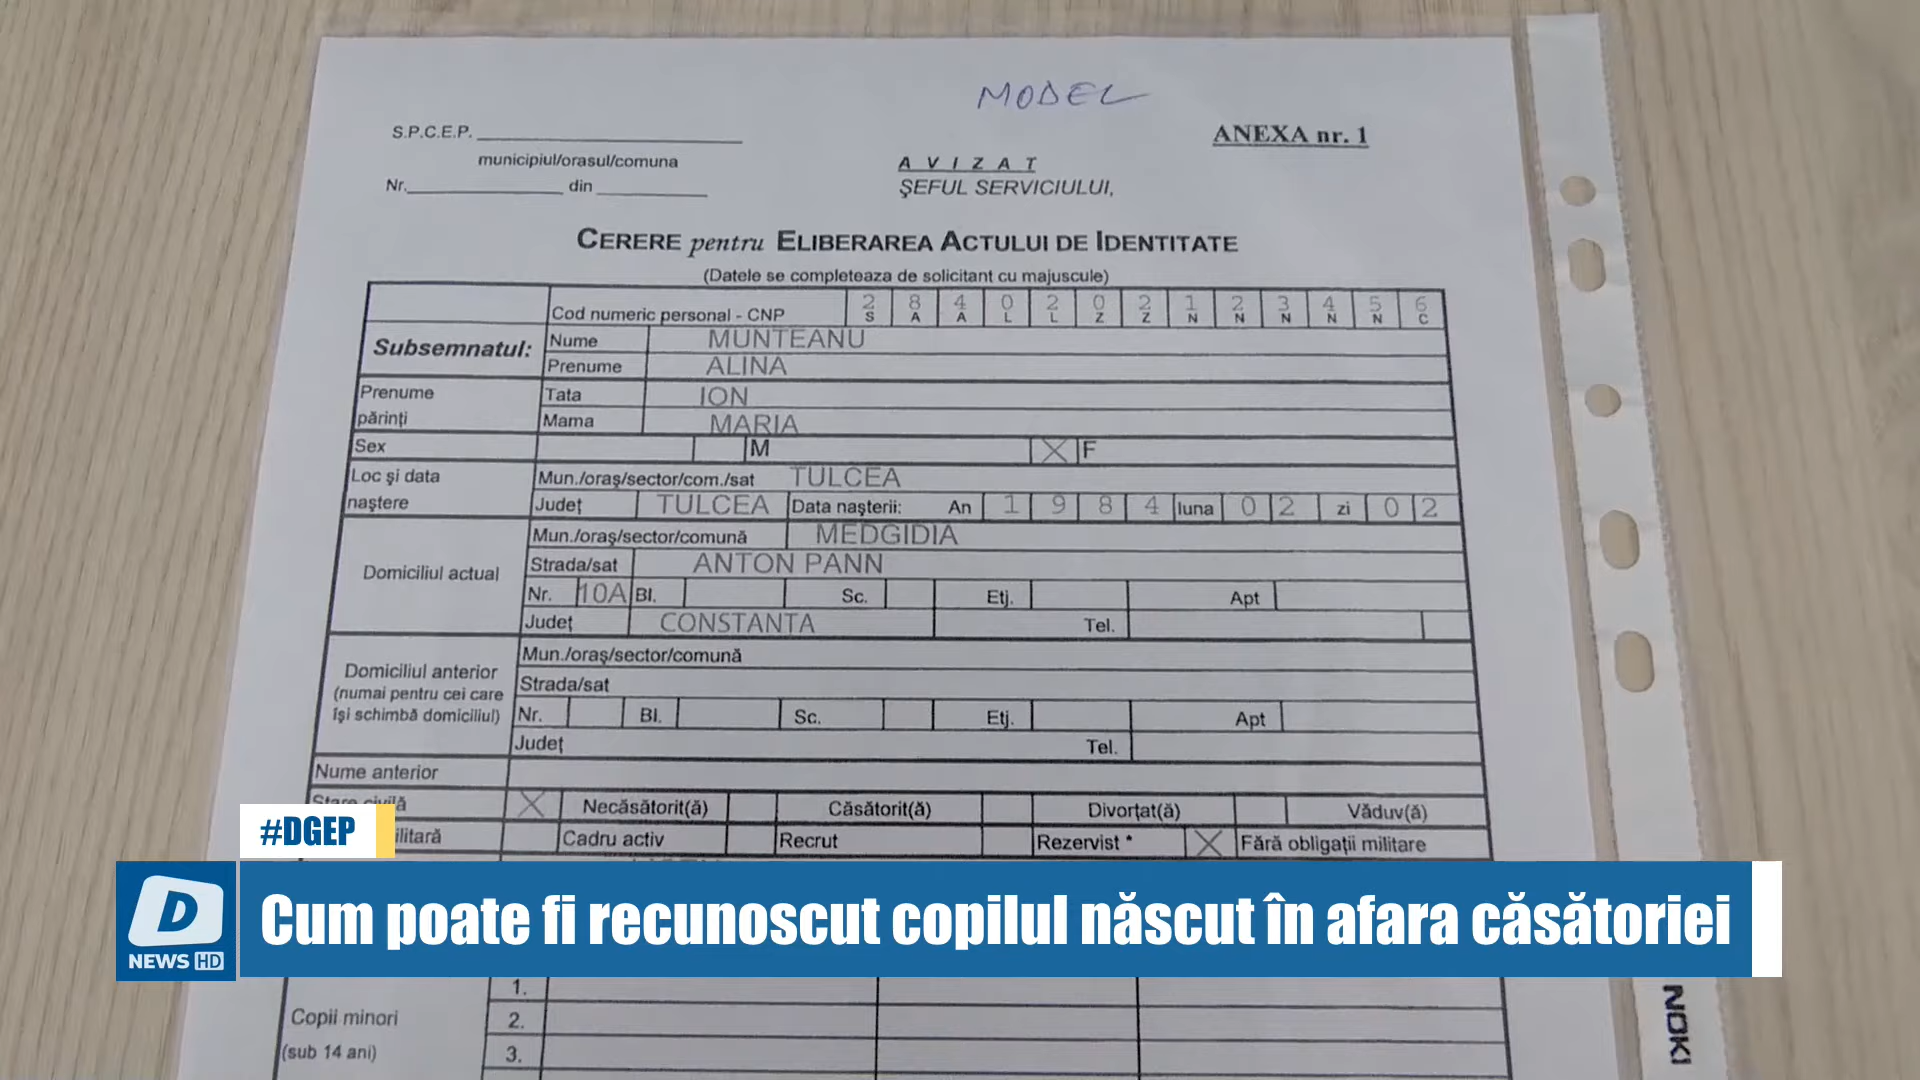 MODEL
S.P.C.E.P.
municipiul/orasul/comuna
Nr. din
ANEXA nr. 1
AVIZAT
ŞEFUL SERVICIULUI,
CERERE pentru ELIBERAREA ACTULUI DE IDENTITATE
(Datele se completeaza de solicitant cu majuscule)
Cod numeric personal - CNP 2 8 4 0 2 0 2 1 2 3 4 5 6
S A A L L Z Z N N N N N C
Subsemnatul:
Nume MUNTEANU
Prenume ALINA
Prenume părinţi
Tata ION
Mama MARIA
Sex M X F
Loc şi data naştere
Mun./oraş/sector/com./sat TULCEA
Judeţ TULCEA Data naşterii: An 1 9 8 4 luna 0 2 zi 0 2
Domiciliul actual
Mun./oraş/sector/comună MEDGIDIA
Strada/sat ANTON PANN
Nr. 10A Bl. Sc. Etj. Apt
Judeţ CONSTANTA Tel.
Domiciliul anterior
(numai pentru cei care
îşi schimbă domiciliul)
Mun./oraş/sector/comună
Strada/sat
Nr. Bl. Sc. Etj. Apt
Judeţ Tel.
Nume anterior
Stare civilă X Necăsătorit(ă) Căsătorit(ă) Divorţat(ă) Văduv(ă)
ilitară Cadru activ Recrut Rezervist * X Fără obligaţii militare
#DGEP
D NEWS HD
Cum poate fi recunoscut copilul născut în afara căsătoriei
Copii minori
(sub 14 ani)
1.
2.
3.
NOKI